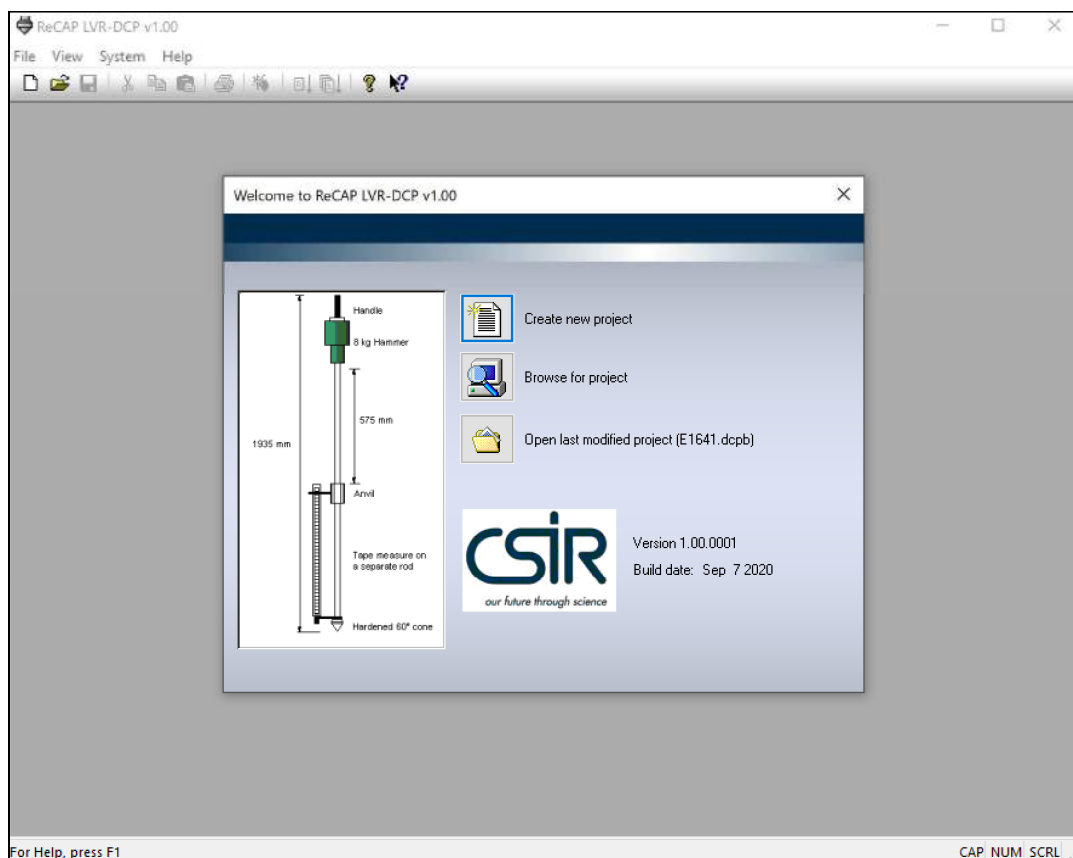 ReCAP LVR-DCP v1.00
File View System Help
Welcome to ReCAP LVR-DCP v1.00
Handle
8 kg Hammer
575 mm
1935 mm
Anvil
Tape measure on
a separate rod
Hardened 60° cone
Create new project
Browse for project
Open last modified project (E1641.dcpb)
CSIR
our future through science
Version 1.00.0001
Build date: Sep 7 2020
For Help, press F1
CAP NUM SCRL